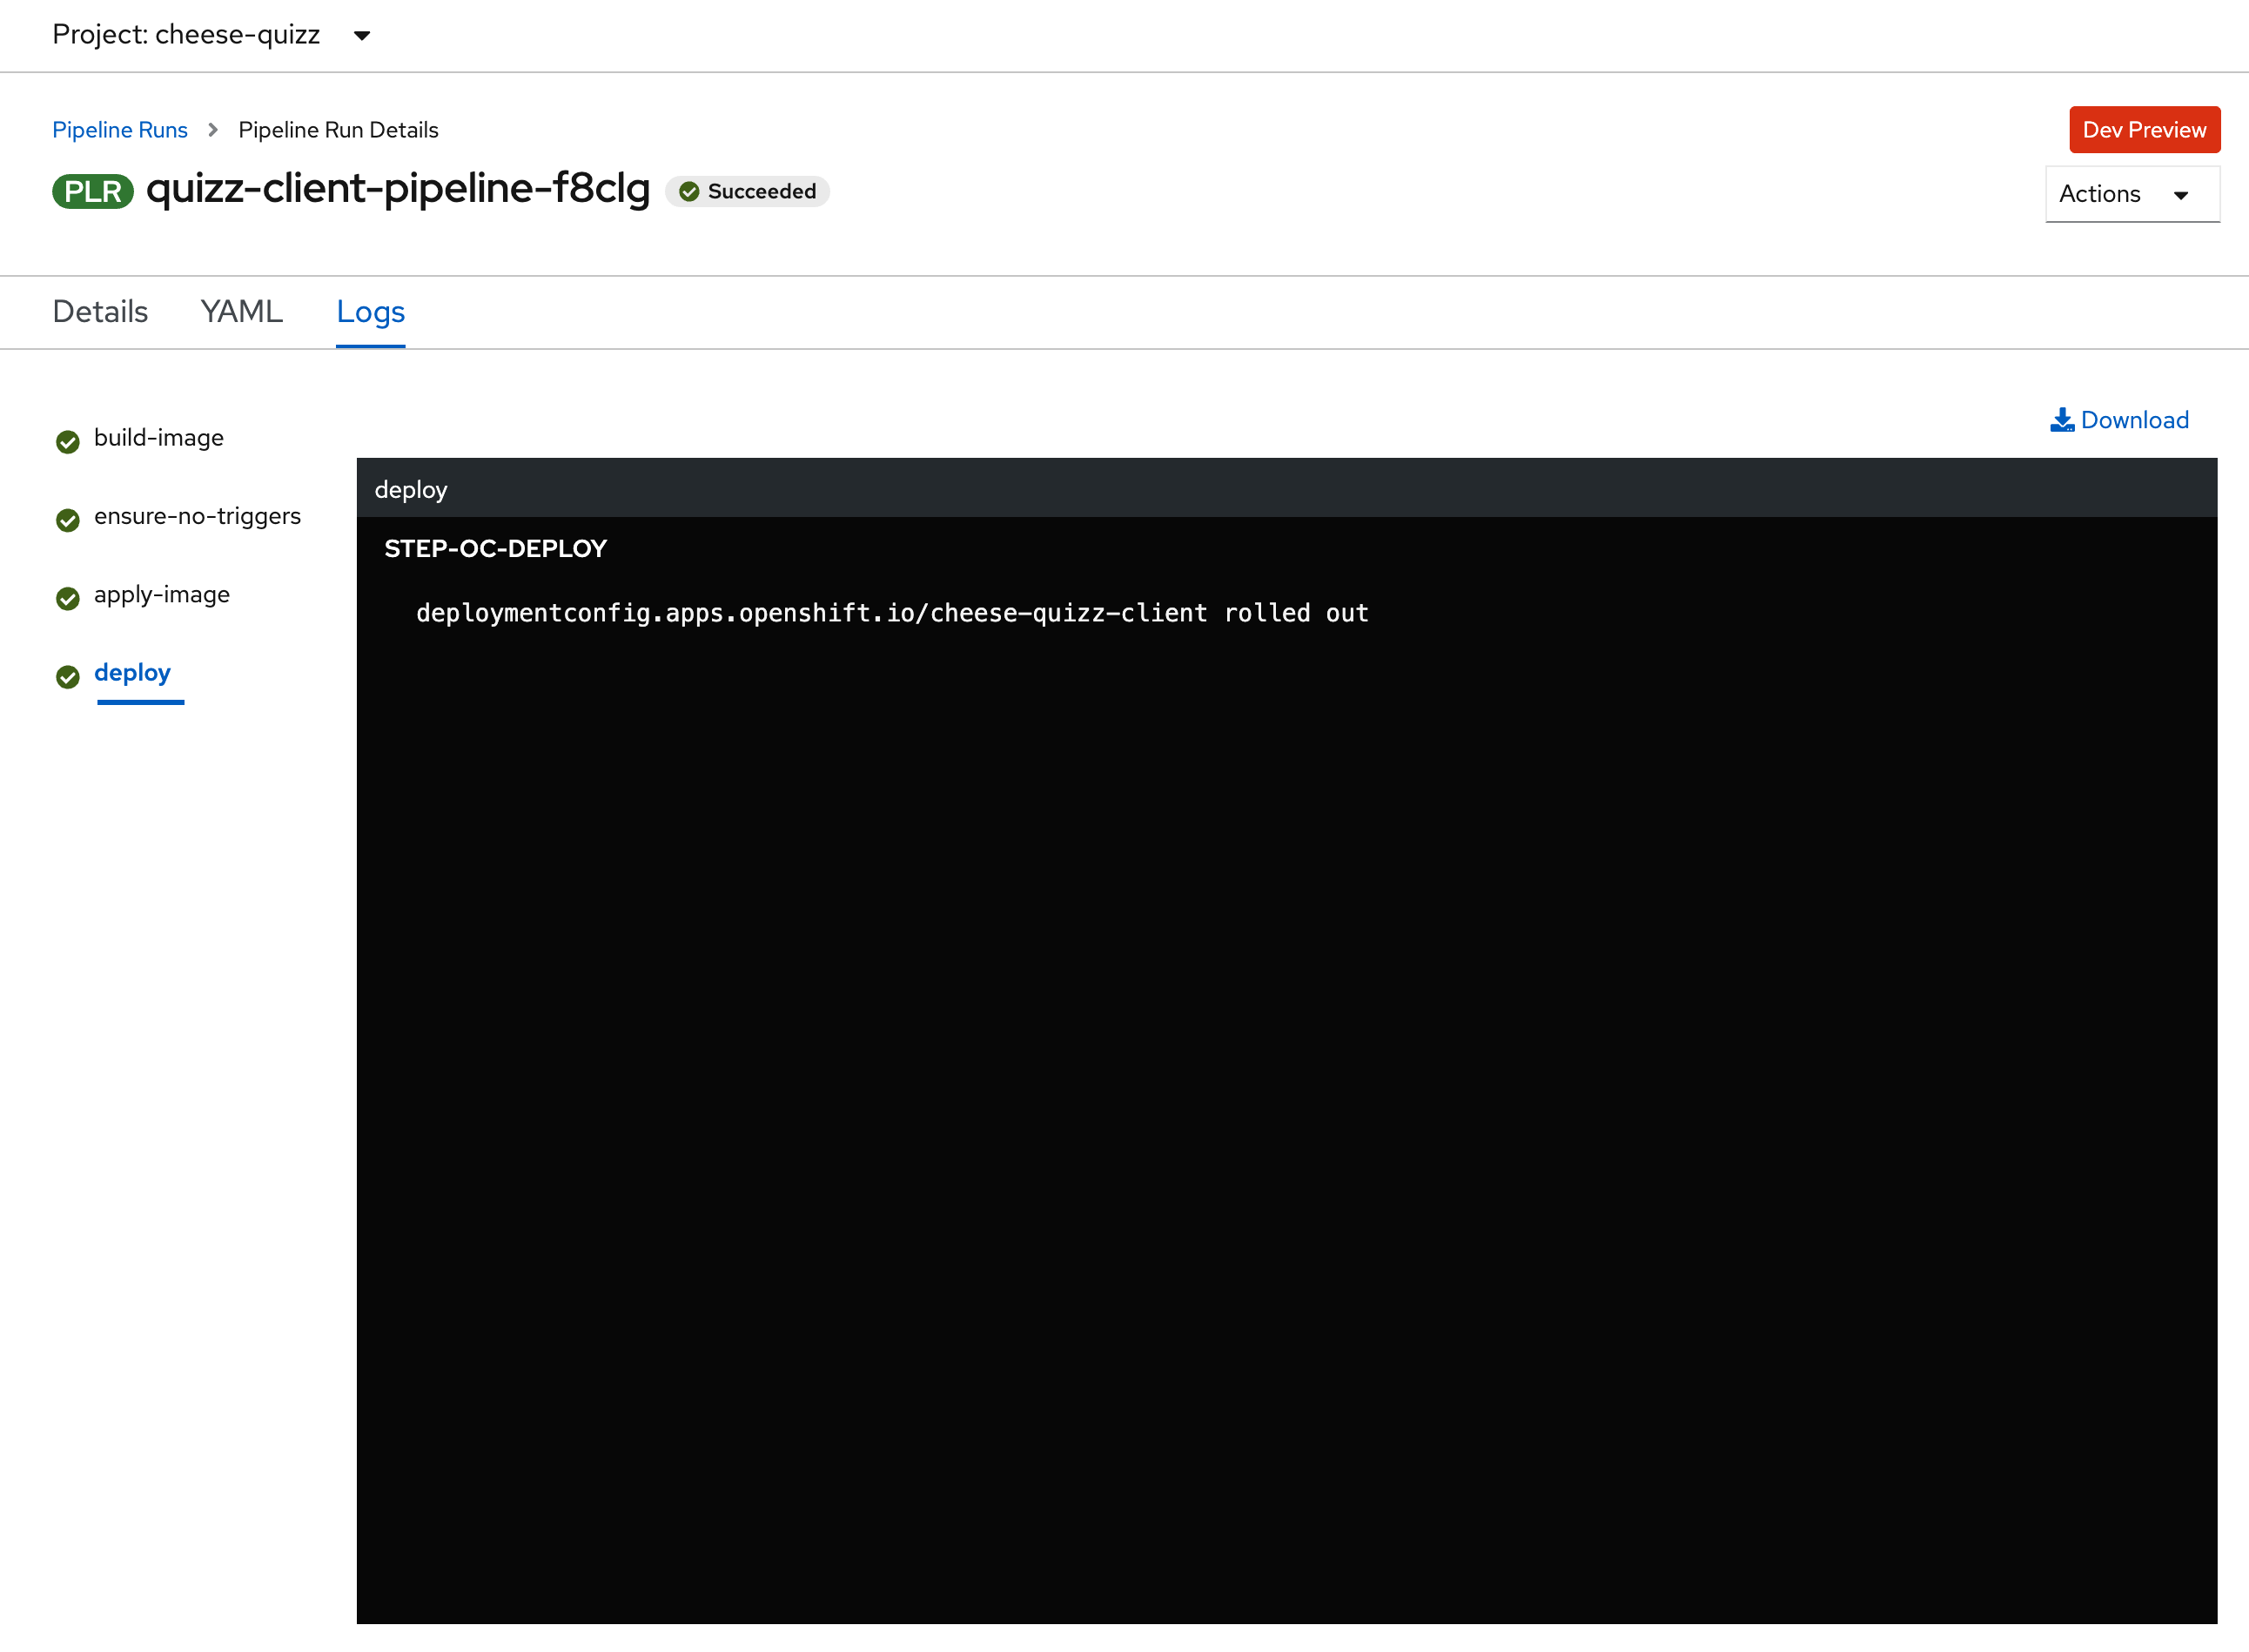 Project: cheese-quizz
Pipeline Runs > Pipeline Run Details
Dev Preview
PLR quizz-client-pipeline-f8clg Succeeded
Actions
Details YAML Logs
Download
build-image
ensure-no-triggers
apply-image
deploy
deploy
STEP-OC-DEPLOY
deploymentconfig.apps.openshift.io/cheese-quizz-client rolled out